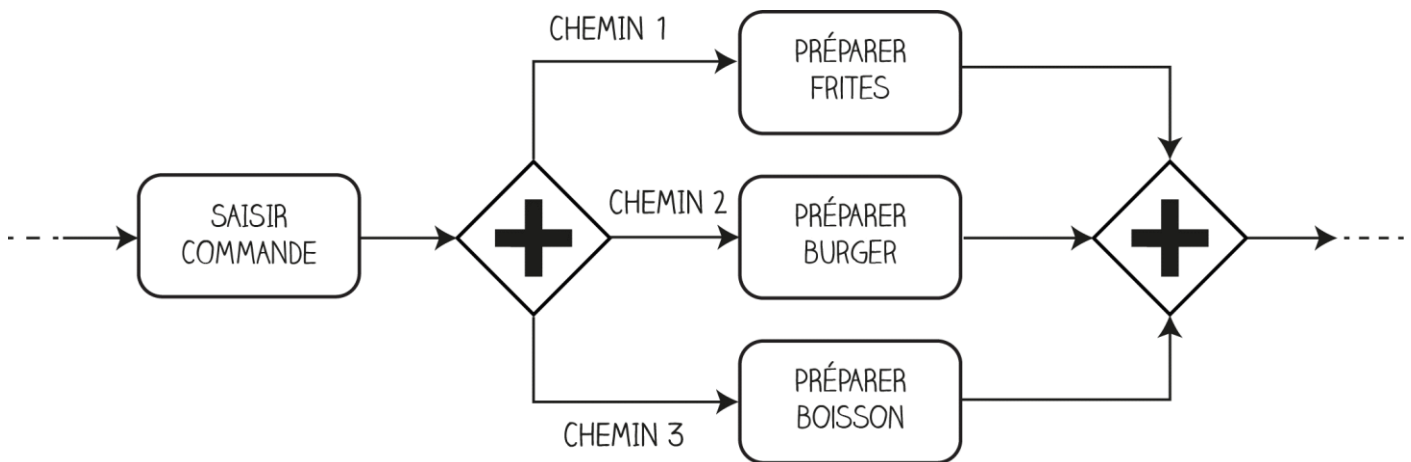 CHEMIN 1
PRÉPARER
FRITES
SAISIR
COMMANDE
CHEMIN 2
PRÉPARER
BURGER
CHEMIN 3
PRÉPARER
BOISSON